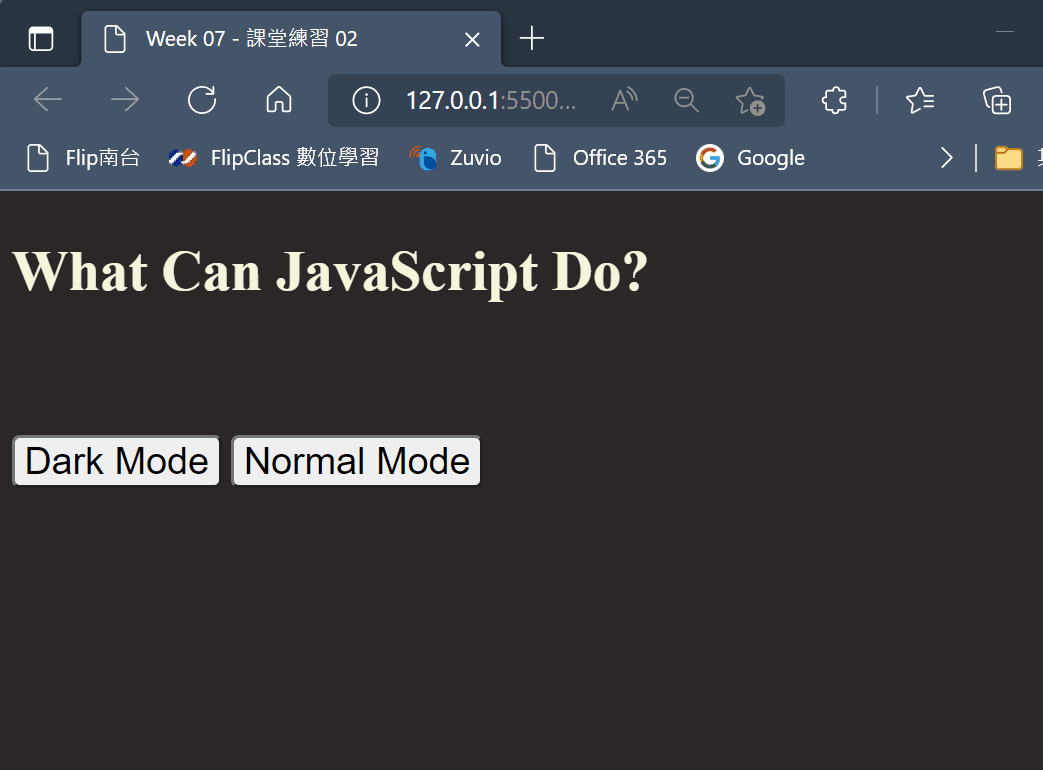 Week 07 - 課堂練習 02
127.0.0.1:5500...
Flip南台 FlipClass 數位學習 Zuvio Office 365 Google
What Can JavaScript Do?
Dark Mode Normal Mode